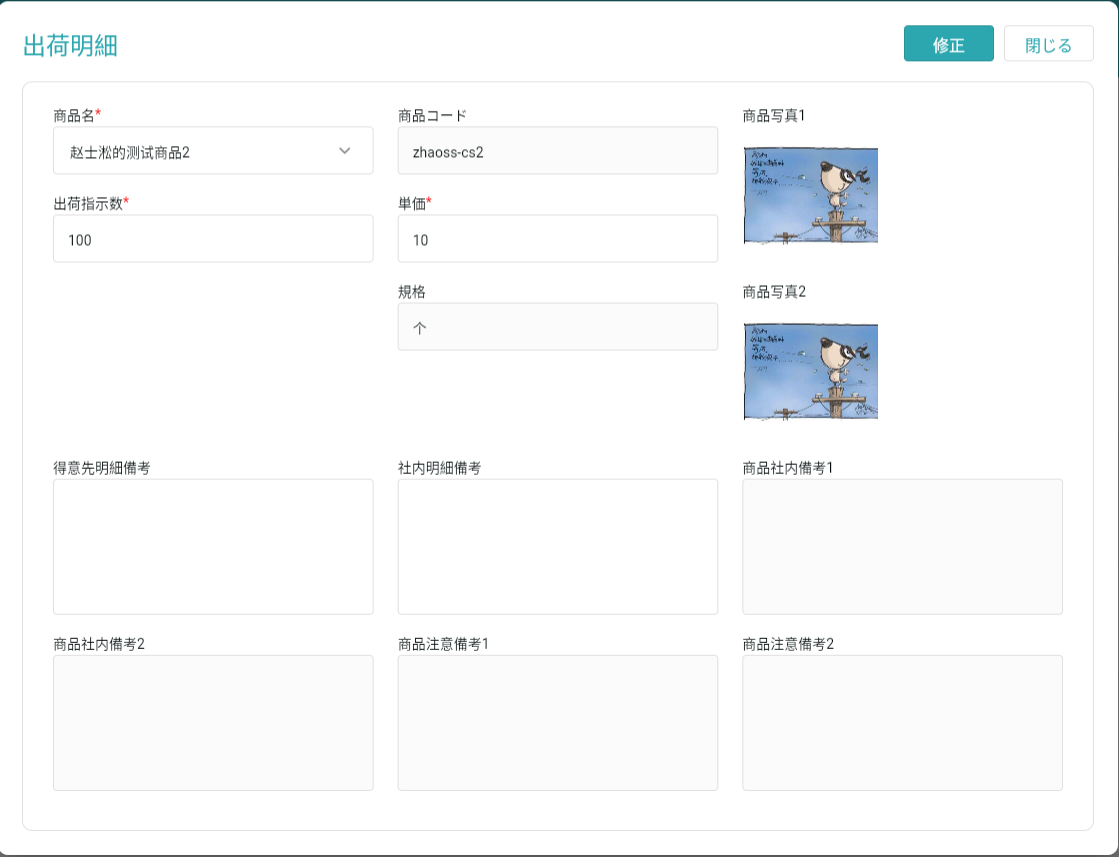 出荷明細
修正
閉じる
商品名*
赵士淞的测试商品2
商品コード
zhaoss-cs2
商品写真1
出荷指示数*
100
単価*
10
規格
个
商品写真2
得意先明細備考
社内明細備考
商品社内備考1
商品社内備考2
商品注意備考1
商品注意備考2